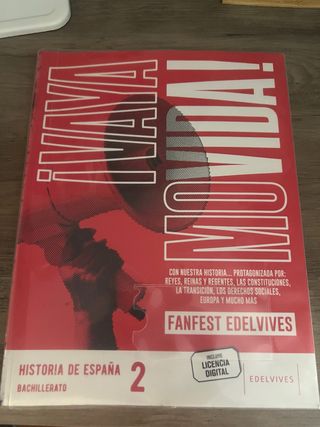 ¡VAYA
MOVIDA!
CON NUESTRA HISTORIA... PROTAGONIZADA POR:
REYES, REINAS Y REGENTES, LAS CONSTITUCIONES,
LA TRANSICIÓN, LOS DERECHOS SOCIALES,
EUROPA Y MUCHO MÁS
FANFEST EDELVIVES
HISTORIA DE ESPAÑA
BACHILLERATO
2
INCLUYE
LICENCIA
DIGITAL
EDELVIVES